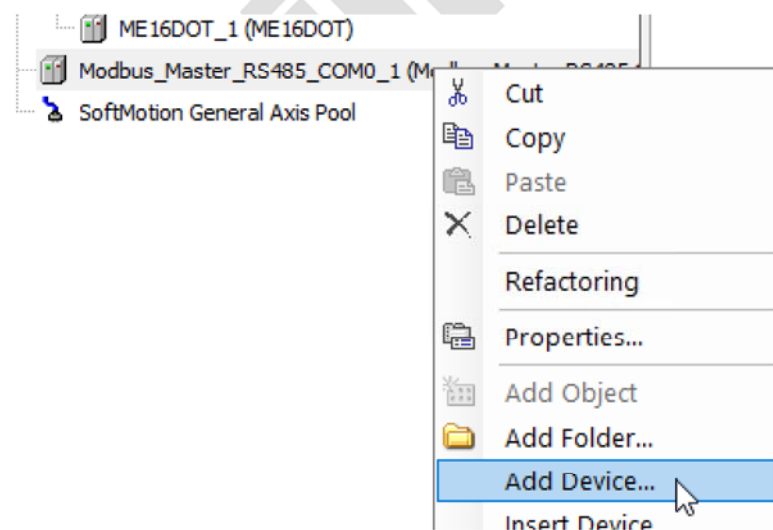 ME16DOT_1 (ME16DOT)
Modbus_Master_RS485_COM0_1
SoftMotion General Axis Pool
Cut
Copy
Paste
Delete
Refactoring
Properties...
Add Object
Add Folder...
Add Device...
Insert Device